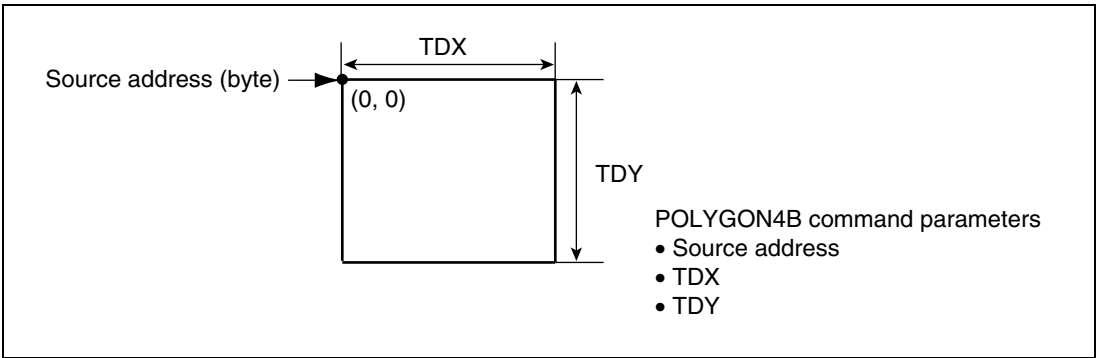 TDX
Source address (byte)
(0, 0)
TDY
POLYGON4B command parameters
• Source address
• TDX
• TDY